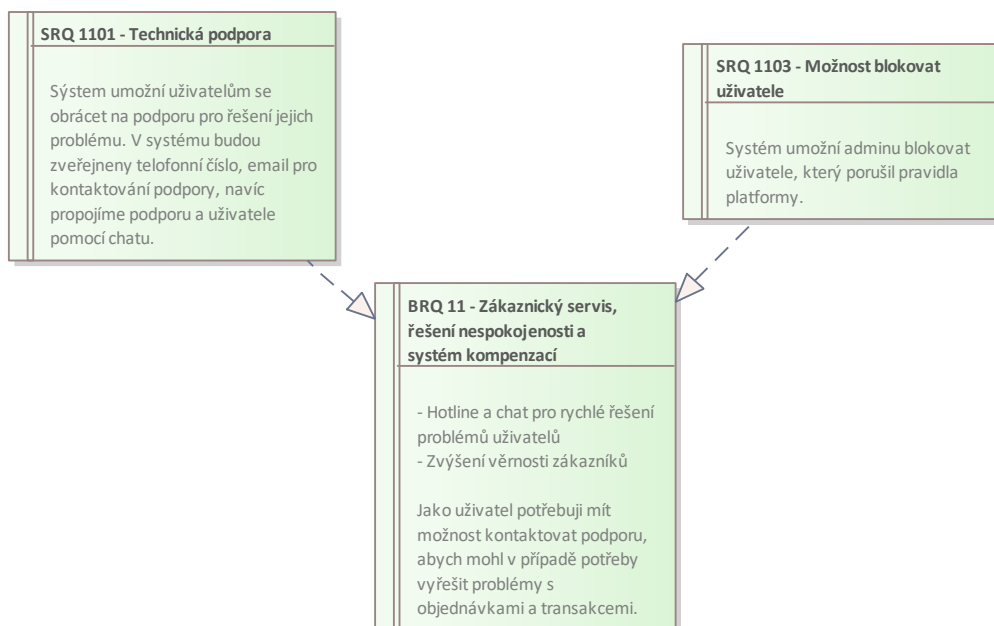 SRQ 1101 - Technická podpora
Sýstem umožní uživatelům se
obrácet na podporu pro řešení jejich
problému. V systému budou
zveřejneny telofonní číslo, email pro
kontaktování podpory, navíc
propojíme podporu a uživatele
pomocí chatu.
SRQ 1103 - Možnost blokovat
uživatele
Systém umožní adminu blokovat
uživatele, který porušil pravidla
platformy.
BRQ 11 - Zákaznický servis,
řešení nespokojenosti a
systém kompenzací
- Hotline a chat pro rychlé řešení
problémů uživatelů
- Zvýšení věrnosti zákazníků
Jako uživatel potřebuji mít
možnost kontaktovat podporu,
abych mohl v případě potřeby
vyřešit problémy s
objednávkami a transakcemi.